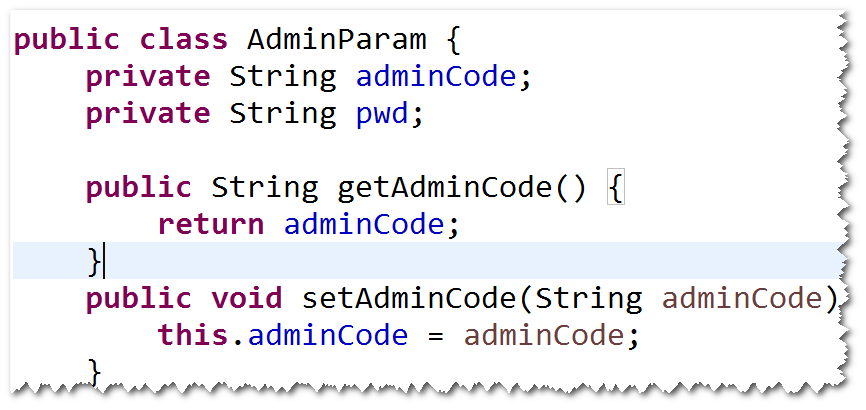 public class AdminParam {
    private String adminCode;
    private String pwd;

    public String getAdminCode() {
        return adminCode;
    }
    public void setAdminCode(String adminCode)
        this.adminCode = adminCode;
    }